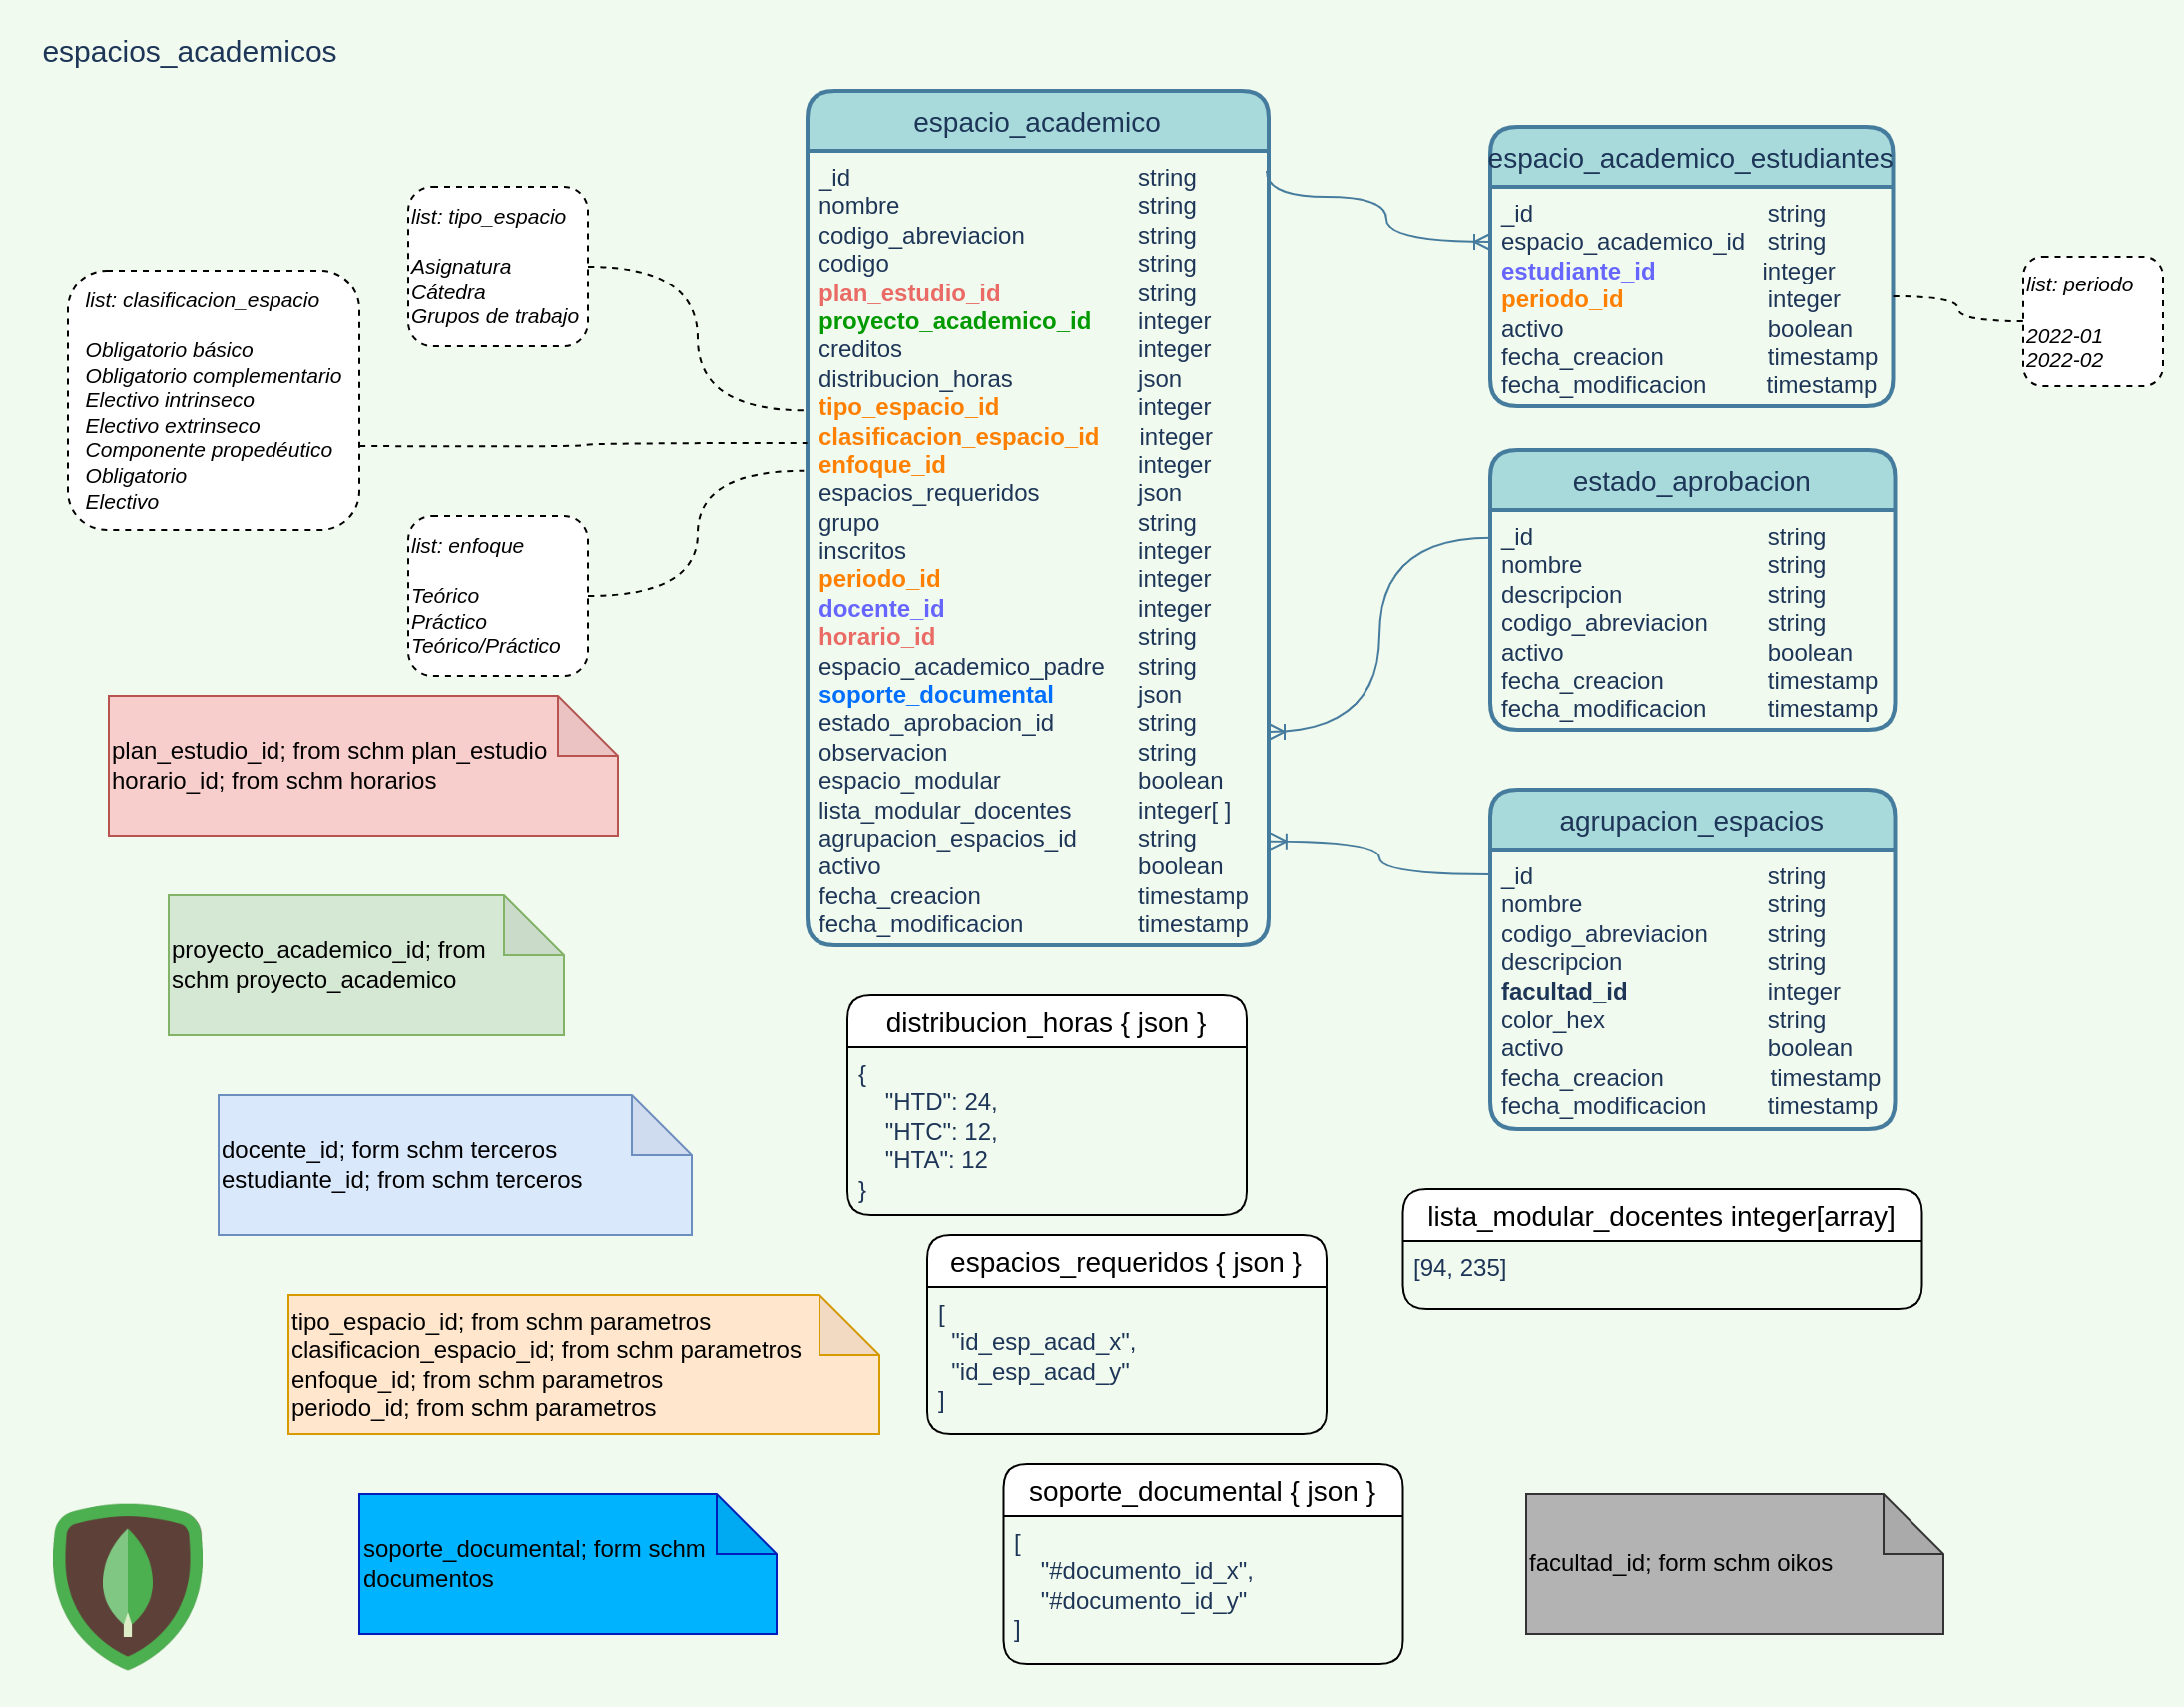 espacios_academicos
list: tipo_espacio
Asignatura
Cátedra
Grupos de trabajo
list: clasificacion_espacio
Obligatorio básico
Obligatorio complementario
Electivo intrinseco
Electivo extrinseco
Componente propedéutico
Obligatorio
Electivo
list: enfoque
Teórico
Práctico
Teórico/Práctico
espacio_academico
_id string
nombre string
codigo_abreviacion string
codigo string
plan_estudio_id string
proyecto_academico_id integer
creditos integer
distribucion_horas json
tipo_espacio_id integer
clasificacion_espacio_id integer
enfoque_id integer
espacios_requeridos json
grupo string
inscritos integer
periodo_id integer
docente_id integer
horario_id string
espacio_academico_padre string
soporte_documental json
estado_aprobacion_id string
observacion string
espacio_modular boolean
lista_modular_docentes integer[ ]
agrupacion_espacios_id string
activo boolean
fecha_creacion timestamp
fecha_modificacion timestamp
espacio_academico_estudiantes
_id string
espacio_academico_id string
estudiante_id integer
periodo_id integer
activo boolean
fecha_creacion timestamp
fecha_modificacion timestamp
list: periodo
2022-01
2022-02
estado_aprobacion
_id string
nombre string
descripcion string
codigo_abreviacion string
activo boolean
fecha_creacion timestamp
fecha_modificacion timestamp
agrupacion_espacios
_id string
nombre string
codigo_abreviacion string
descripcion string
facultad_id integer
color_hex string
activo boolean
fecha_creacion timestamp
fecha_modificacion timestamp
plan_estudio_id; from schm plan_estudio
horario_id; from schm horarios
proyecto_academico_id; from
schm proyecto_academico
docente_id; form schm terceros
estudiante_id; from schm terceros
tipo_espacio_id; from schm parametros
clasificacion_espacio_id; from schm parametros
enfoque_id; from schm parametros
periodo_id; from schm parametros
soporte_documental; form schm
documentos
distribucion_horas { json }
{
"HTD": 24,
"HTC": 12,
"HTA": 12
}
espacios_requeridos { json }
[
"id_esp_acad_x",
"id_esp_acad_y"
]
soporte_documental { json }
[
"#documento_id_x",
"#documento_id_y"
]
lista_modular_docentes integer[array]
[94, 235]
facultad_id; form schm oikos